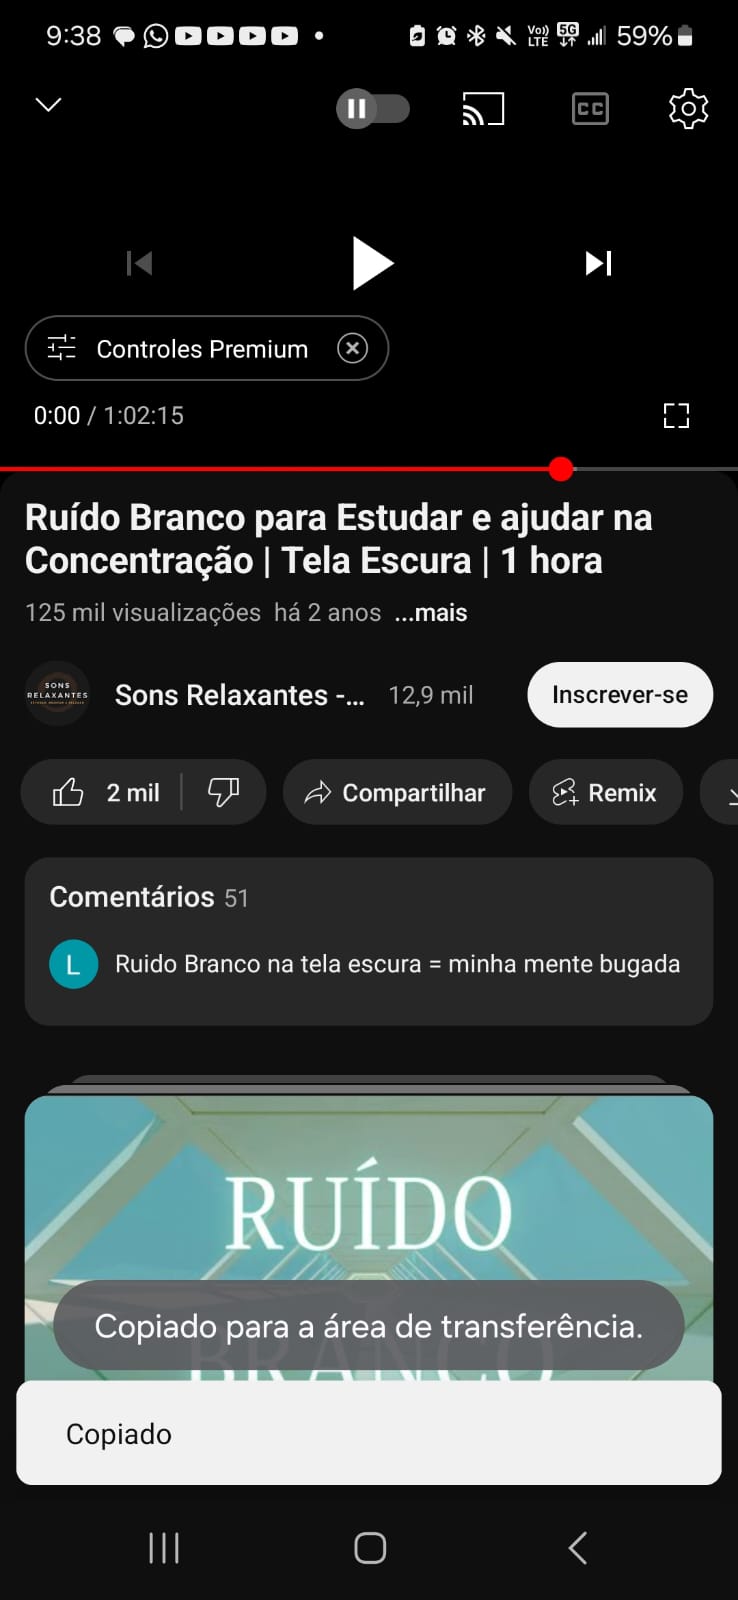 9:38
Vo))
LTE
5G
59%
CC
Controles Premium
0:00 / 1:02:15
Ruído Branco para Estudar e ajudar na
Concentração | Tela Escura | 1 hora
125 mil visualizações há 2 anos ...mais
SONS
RELAXANTES
Sons Relaxantes -... 12,9 mil
Inscrever-se
2 mil
Compartilhar
Remix
Comentários 51
L
Ruido Branco na tela escura = minha mente bugada
RUÍDO
BRANCO
Copiado para a área de transferência.
Copiado